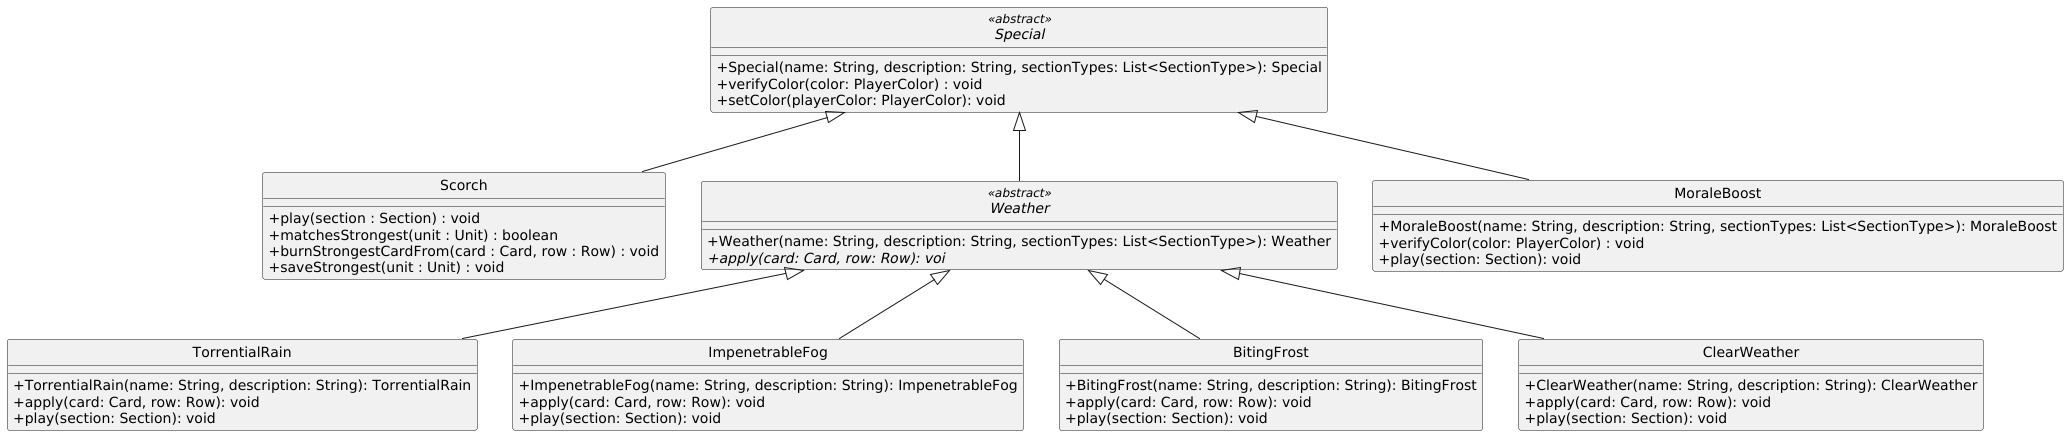 «abstract»
Special
+Special(name: String, description: String, sectionTypes: List<SectionType>): Special
+verifyColor(color: PlayerColor) : void
+setColor(playerColor: PlayerColor): void
Scorch
+play(section : Section) : void
+matchesStrongest(unit : Unit) : boolean
+burnStrongestCardFrom(card : Card, row : Row) : void
+saveStrongest(unit : Unit) : void
«abstract»
Weather
+Weather(name: String, description: String, sectionTypes: List<SectionType>): Weather
+apply(card: Card, row: Row): voi
MoraleBoost
+MoraleBoost(name: String, description: String, sectionTypes: List<SectionType>): MoraleBoost
+verifyColor(color: PlayerColor) : void
+play(section: Section): void
TorrentialRain
+TorrentialRain(name: String, description: String): TorrentialRain
+apply(card: Card, row: Row): void
+play(section: Section): void
ImpenetrableFog
+ImpenetrableFog(name: String, description: String): ImpenetrableFog
+apply(card: Card, row: Row): void
+play(section: Section): void
BitingFrost
+BitingFrost(name: String, description: String): BitingFrost
+apply(card: Card, row: Row): void
+play(section: Section): void
ClearWeather
+ClearWeather(name: String, description: String): ClearWeather
+apply(card: Card, row: Row): void
+play(section: Section): void